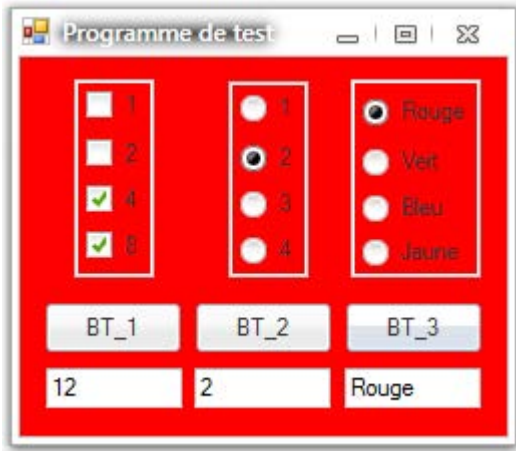 Programme de test
1
2
4
8
1
2
3
4
Rouge
Vert
Bleu
Jaune
BT_1 BT_2 BT_3
12 2 Rouge